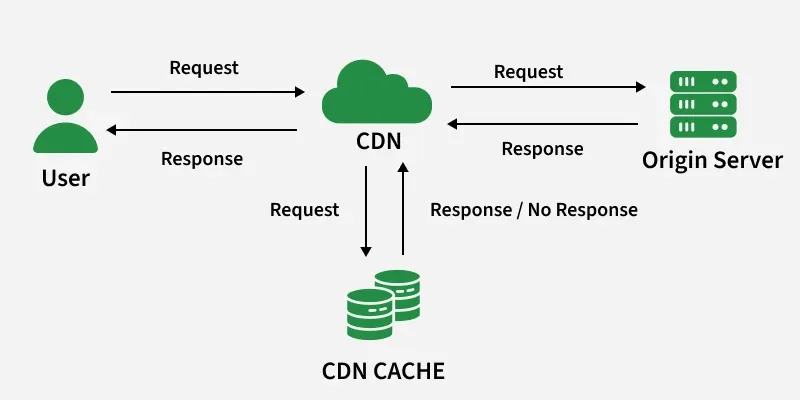 Request
Request
CDN
Response
Response
User
Origin Server
Request
Response / No Response
CDN CACHE